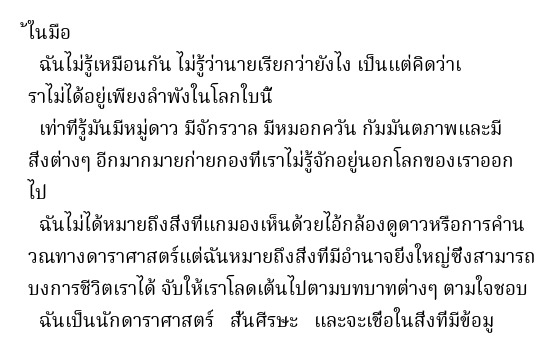 ้ในมือ
ฉันไม่รู้เหมือนกัน ไม่รู้ว่านายเรียกว่ายังไง เป็นแต่คิดว่าเ
ราไม่ได้อยู่เพียงลำพังในโลกใบนี้
เท่าที่รู้มันมีหมู่ดาว มีจักรวาล มีหมอกควัน กัมมันตภาพและมี
สิ่งต่างๆ อีกมากมายก่ายกองที่เราไม่รู้จักอยู่นอกโลกของเราออก
ไป
ฉันไม่ได้หมายถึงสิ่งที่แกมองเห็นด้วยไอ้กล้องดูดาวหรือการคำน
วณทางดาราศาสตร์แต่ฉันหมายถึงสิ่งที่มีอำนาจยิ่งใหญ่ซึ่งสามารถ
บงการชีวิตเราได้ จับให้เราโลดเต้นไปตามบทบาทต่างๆ ตามใจชอบ
ฉันเป็นนักดาราศาสตร์ สั่นศีรษะ และจะเชื่อในสิ่งที่มีข้อมู